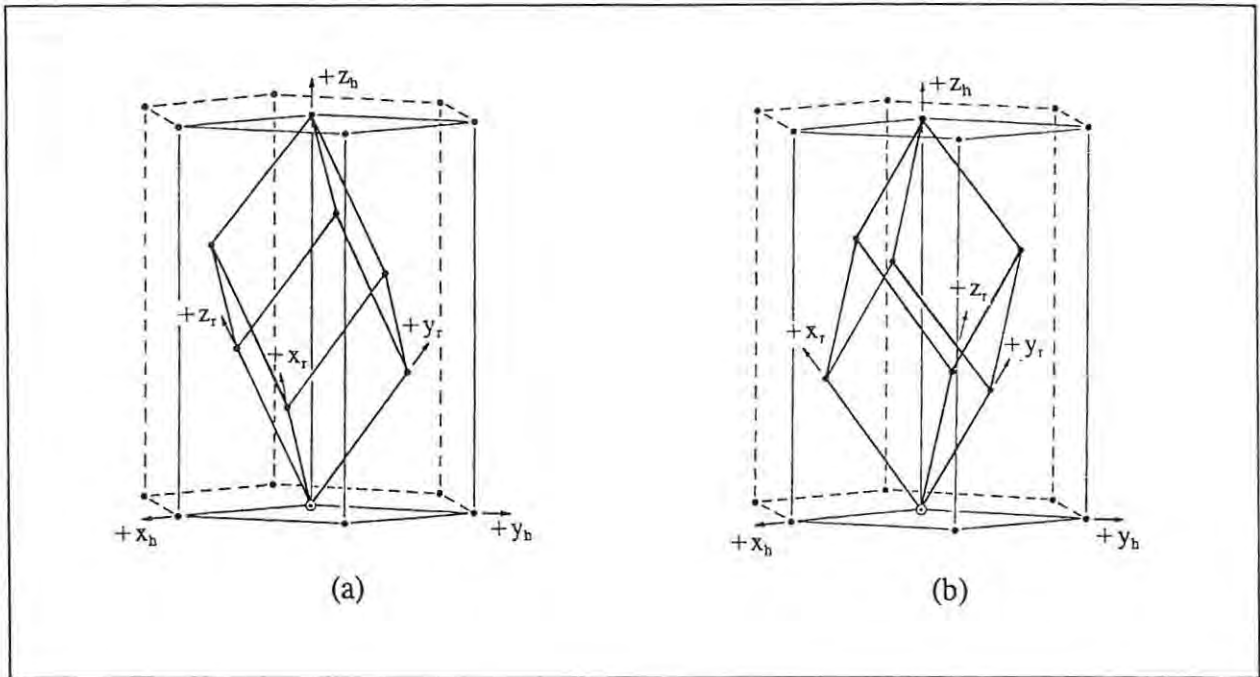 +z_h
+z_r
+x_r
+y_r
+x_h
+y_h
(a)
+z_h
+x_r
+z_r
+y_r
+x_h
+y_h
(b)